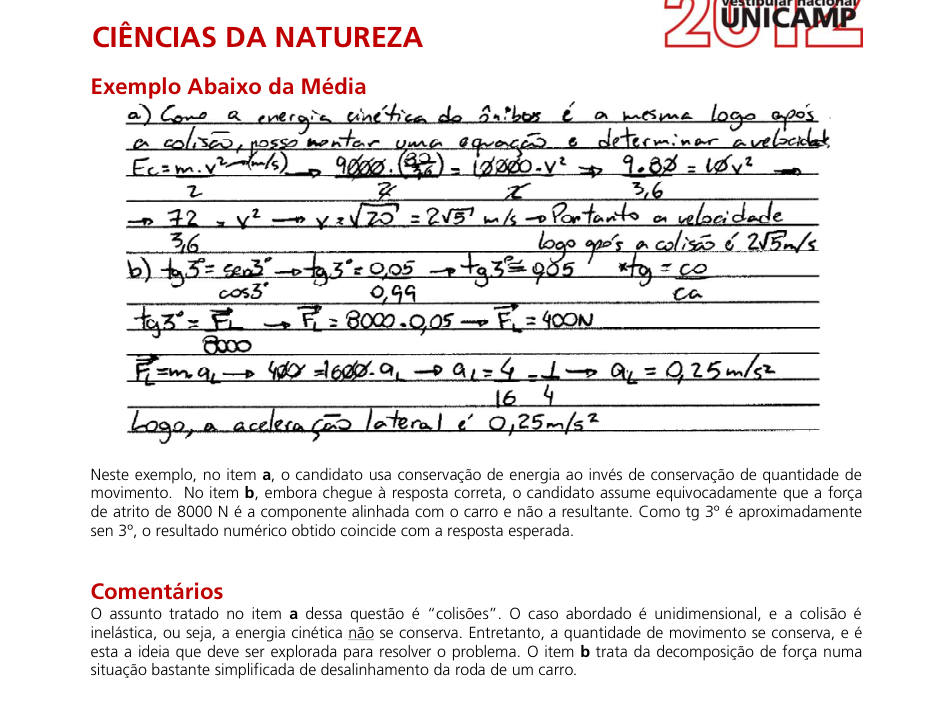 vestibular nacional
UNICAMP
2012
CIÊNCIAS DA NATUREZA
Exemplo Abaixo da Média
a) Como a energia cinética do ônibus é a mesma logo após
a colisão, posso montar uma equação e determinar a velocidade
Ec = m.v² (m/s) → 9000.(82/3,6) = 10000.v² → 9.80 = 10v² →
2 2 2 3,6
→ 72 = v² → v = √20 = 2√5 m/s → Portanto a velocidade
3,6 logo após a colisão é 2√5 m/s
b) tg3° = sen3° → tg3° = 0,05 → tg3° ≅ 0,05 *tg = co
cos3° 0,99 ca
tg3° = F⃗L → F⃗L = 8000.0,05 → F⃗L = 400N
8000
F⃗L = m.aL → 400 = 1600.aL → aL = 4 = 1 → aL = 0,25m/s²
16 4
Logo, a aceleração lateral é 0,25m/s²
Neste exemplo, no item a, o candidato usa conservação de energia ao invés de conservação de quantidade de
movimento. No item b, embora chegue à resposta correta, o candidato assume equivocadamente que a força
de atrito de 8000 N é a componente alinhada com o carro e não a resultante. Como tg 3º é aproximadamente
sen 3º, o resultado numérico obtido coincide com a resposta esperada.
Comentários
O assunto tratado no item a dessa questão é “colisões”. O caso abordado é unidimensional, e a colisão é
inelástica, ou seja, a energia cinética não se conserva. Entretanto, a quantidade de movimento se conserva, e é
esta a ideia que deve ser explorada para resolver o problema. O item b trata da decomposição de força numa
situação bastante simplificada de desalinhamento da roda de um carro.